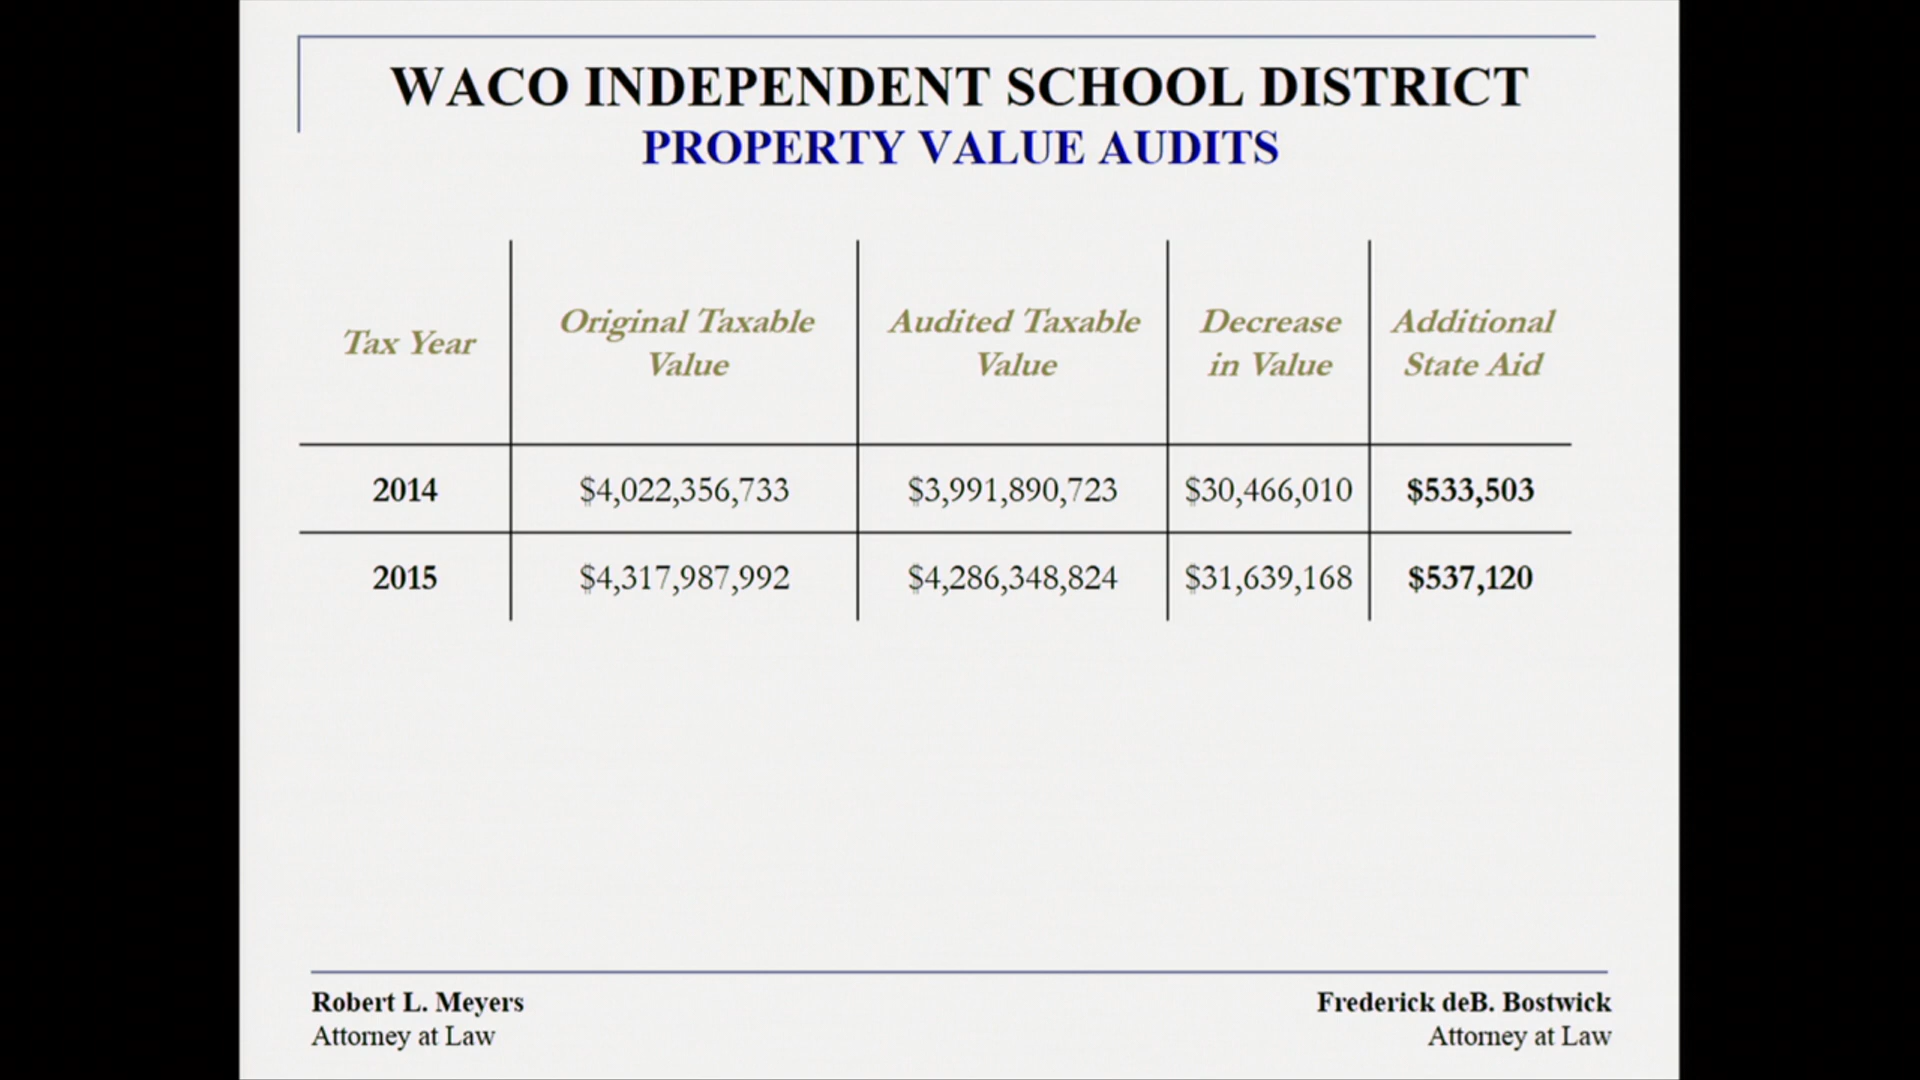 WACO INDEPENDENT SCHOOL DISTRICT
PROPERTY VALUE AUDITS
Tax Year Original Taxable Value Audited Taxable Value Decrease in Value Additional State Aid
2014 $4,022,356,733 $3,991,890,723 $30,466,010 $533,503
2015 $4,317,987,992 $4,286,348,824 $31,639,168 $537,120
Robert L. Meyers Frederick deB. Bostwick
Attorney at Law Attorney at Law